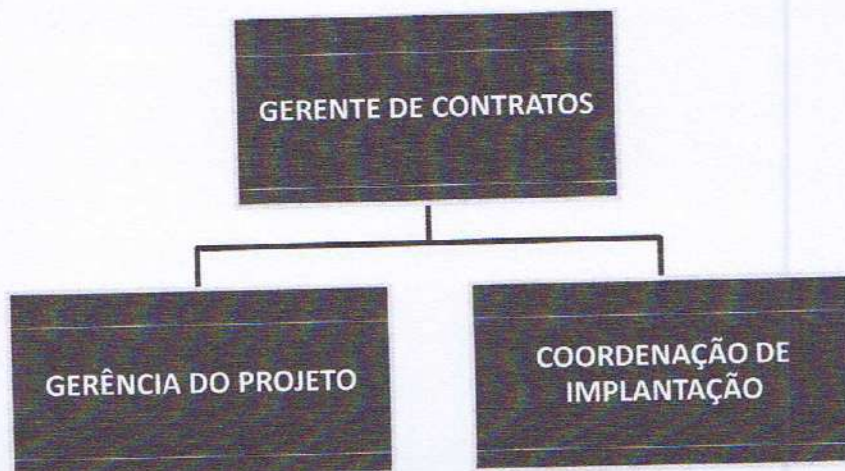 GERENTE DE CONTRATOS
GERÊNCIA DO PROJETO
COORDENAÇÃO DE
IMPLANTAÇÃO